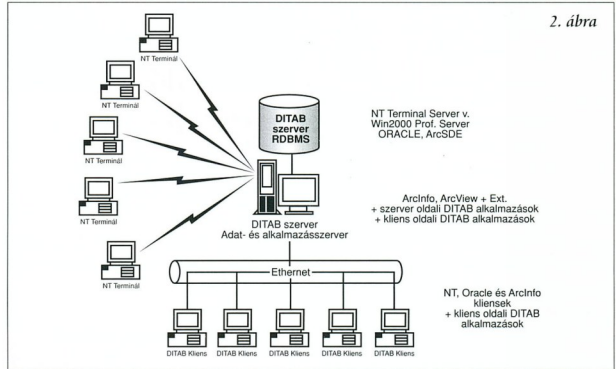 2. ábra
NT Terminál
NT Terminál
NT Terminál
NT Terminál
NT Terminál
DITAB
szerver
RDBMS
NT Terminal Server v.
Win2000 Prof. Server
ORACLE, ArcSDE
DITAB szerver
Adat- és alkalmazásszerver
ArcInfo, ArcView + Ext.
+ szerver oldali DITAB alkalmazások
+ kliens oldali DITAB alkalmazások
Ethernet
NT, Oracle és ArcInfo
kliensek
+ kliens oldali DITAB
alkalmazások
DITAB Kliens DITAB Kliens DITAB Kliens DITAB Kliens DITAB Kliens